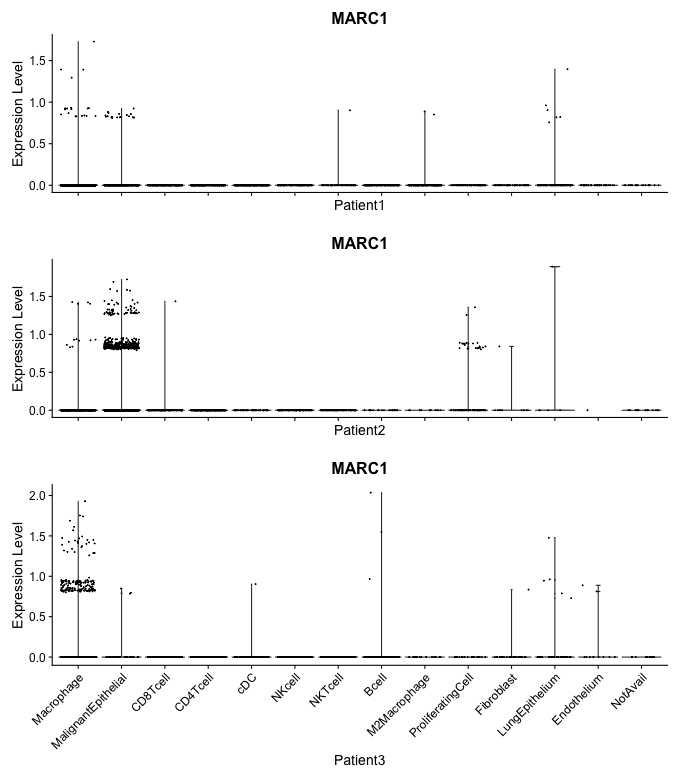 MARC1
Expression Level
1.5
1.0
0.5
0.0
Patient1
MARC1
Expression Level
1.5
1.0
0.5
0.0
Patient2
MARC1
Expression Level
2.0
1.5
1.0
0.5
0.0
Macrophage
MalignantEpithelial
CD8Tcell
CD4Tcell
cDC
NKcell
NKTcell
Bcell
M2Macrophage
ProliferatingCell
Fibroblast
LungEpithelium
Endothelium
NotAvail
Patient3